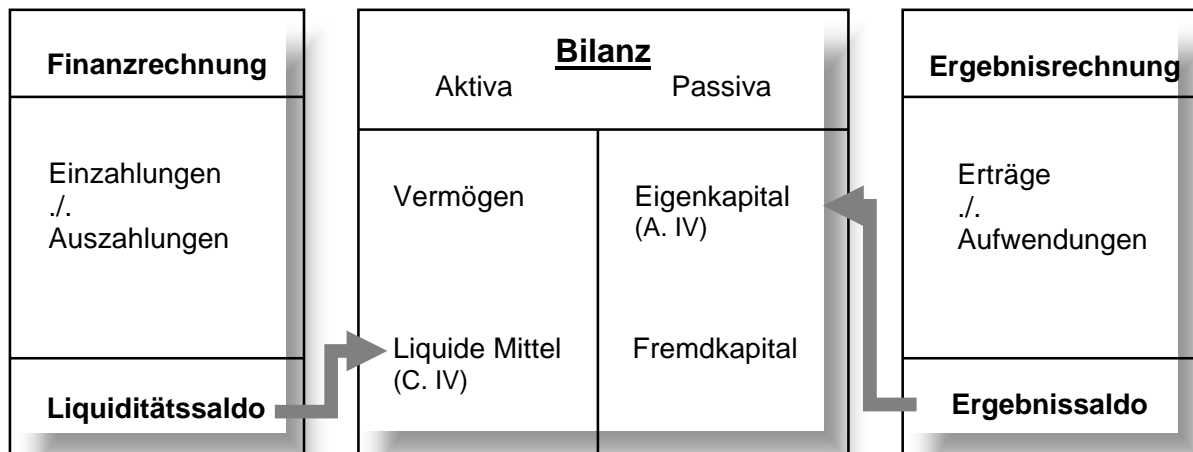 Finanzrechnung
Einzahlungen
./.
Auszahlungen
Liquiditätssaldo
Bilanz
Aktiva Passiva
Vermögen
Liquide Mittel
(C. IV)
Eigenkapital
(A. IV)
Fremdkapital
Ergebnisrechnung
Erträge
./.
Aufwendungen
Ergebnissaldo